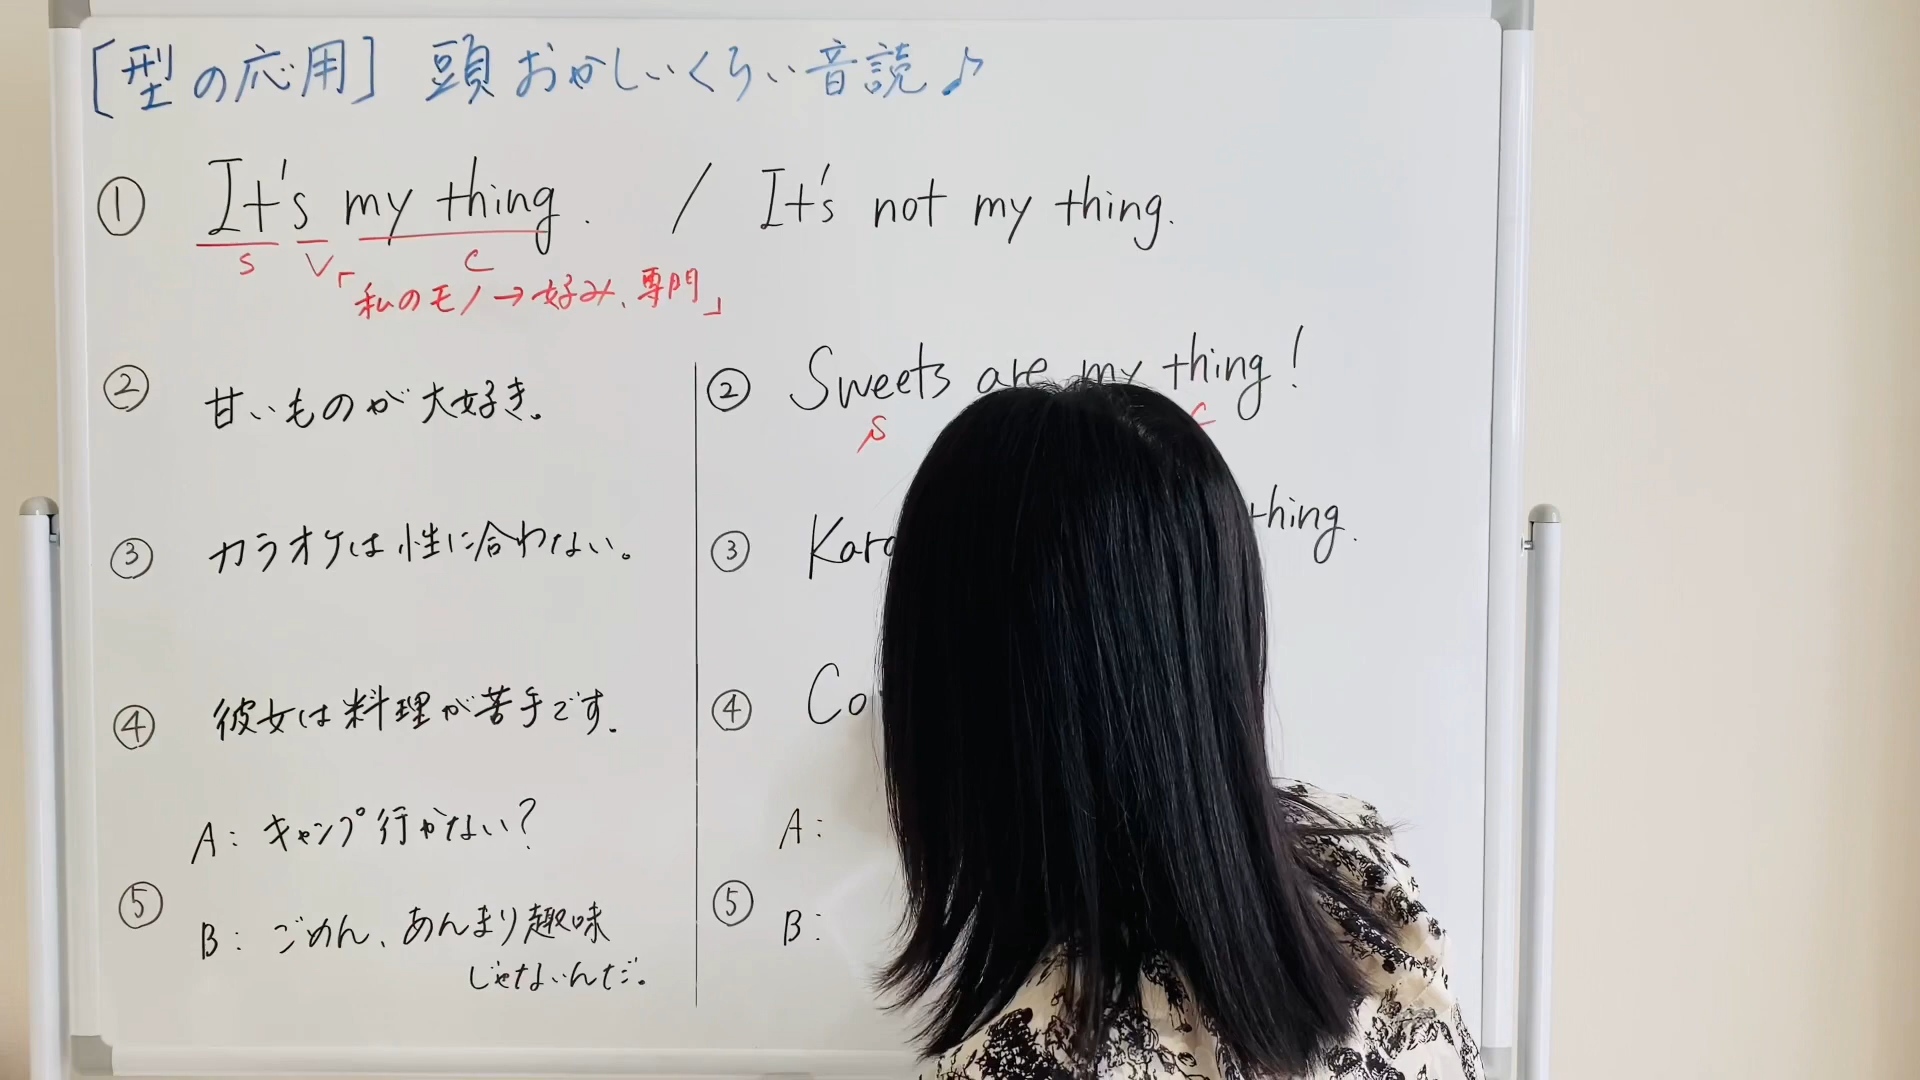 [型の応用] 頭おかしいくらい音読♪
① It's my thing. / It's not my thing.
S V C
「私のモノ→好み、専門」
② 甘いものが大好き。
③ カラオケは性に合わない。
④ 彼女は料理が苦手です。
A: キャンプ行かない?
⑤
B: ごめん、あんまり趣味
じゃないんだ。
② Sweets are my thing!
S C
③ thing.
④
A:
⑤
B: